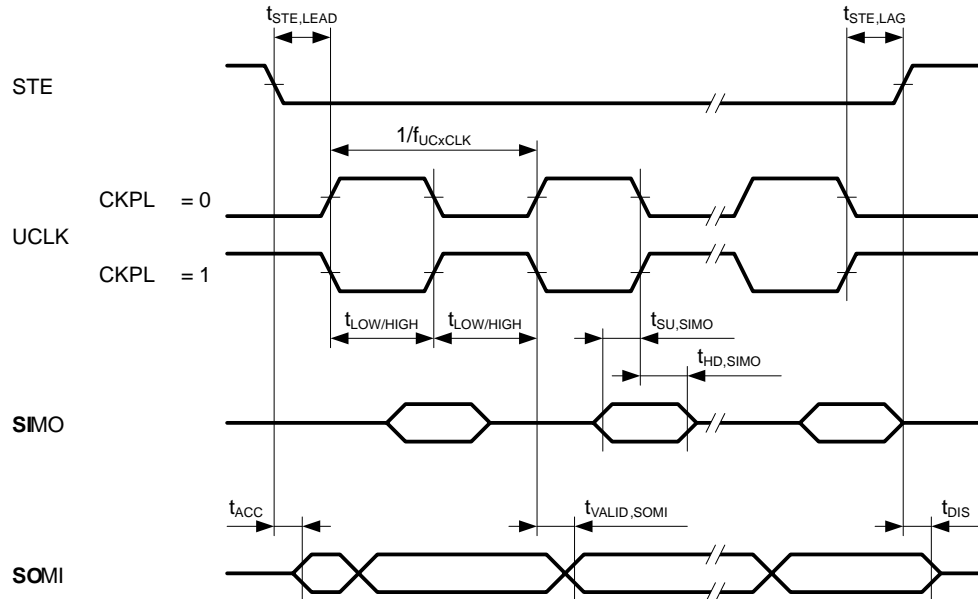 tSTE,LEAD
tSTE,LAG
STE
1/fUCxCLK
CKPL = 0
UCLK
CKPL = 1
tLOW/HIGH tLOW/HIGH
tSU,SIMO
tHD,SIMO
SIMO
tACC
tVALID,SOMI
tDIS
SOMI